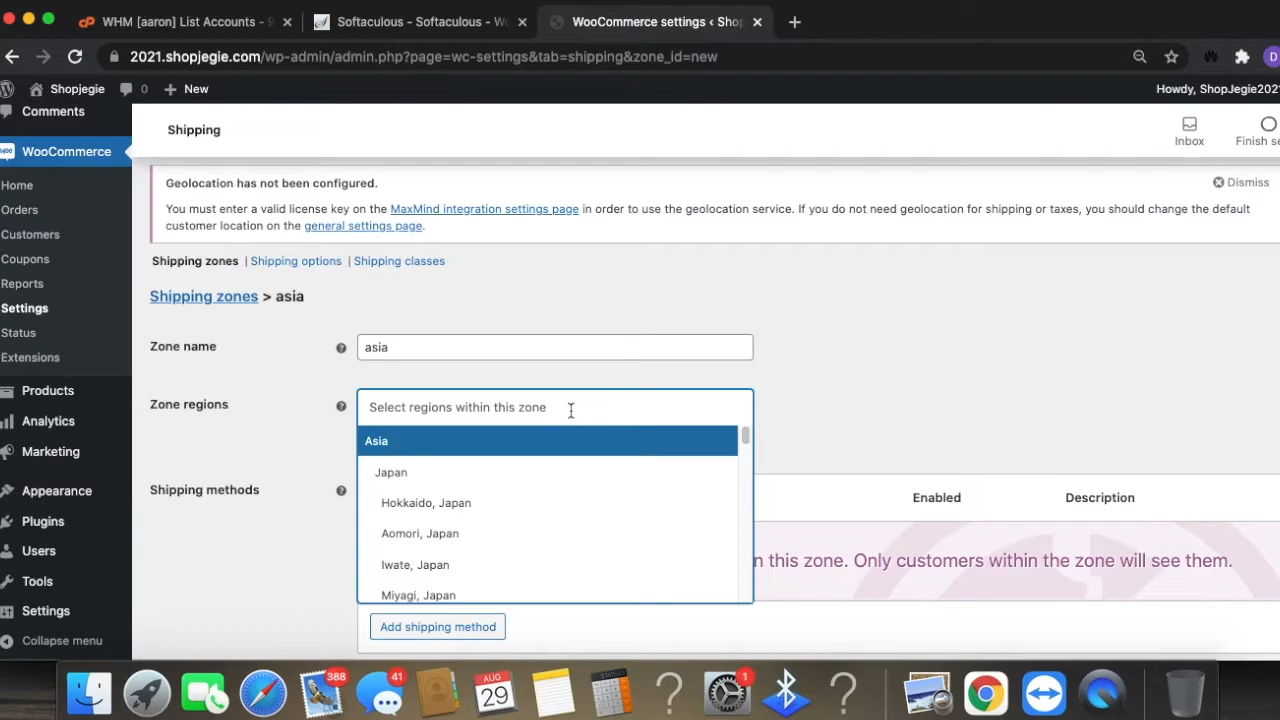 WHM [aaron] List Accounts - 9
Softaculous - Softaculous - Wo
WooCommerce settings ‹ Shop
2021.shopjegie.com/wp-admin/admin.php?page=wc-settings&tab=shipping&zone_id=new
D
Shopjegie
0
New
Howdy, ShopJegie2021
Comments
WOO
WooCommerce
Home
Orders
Customers
Coupons
Reports
Settings
Status
Extensions
Products
Analytics
Marketing
Appearance
Plugins
Users
Tools
Settings
Collapse menu
Shipping
Inbox
Finish se
Geolocation has not been configured.
Dismiss
You must enter a valid license key on the MaxMind integration settings page in order to use the geolocation service. If you do not need geolocation for shipping or taxes, you should change the default
customer location on the general settings page.
Shipping zones | Shipping options | Shipping classes
Shipping zones > asia
Zone name
asia
Zone regions
Select regions within this zone
Asia
Japan
Hokkaido, Japan
Aomori, Japan
Iwate, Japan
Miyagi, Japan
Shipping methods
Enabled
Description
n this zone. Only customers within the zone will see them.
Add shipping method
388
41
AUG
29
1